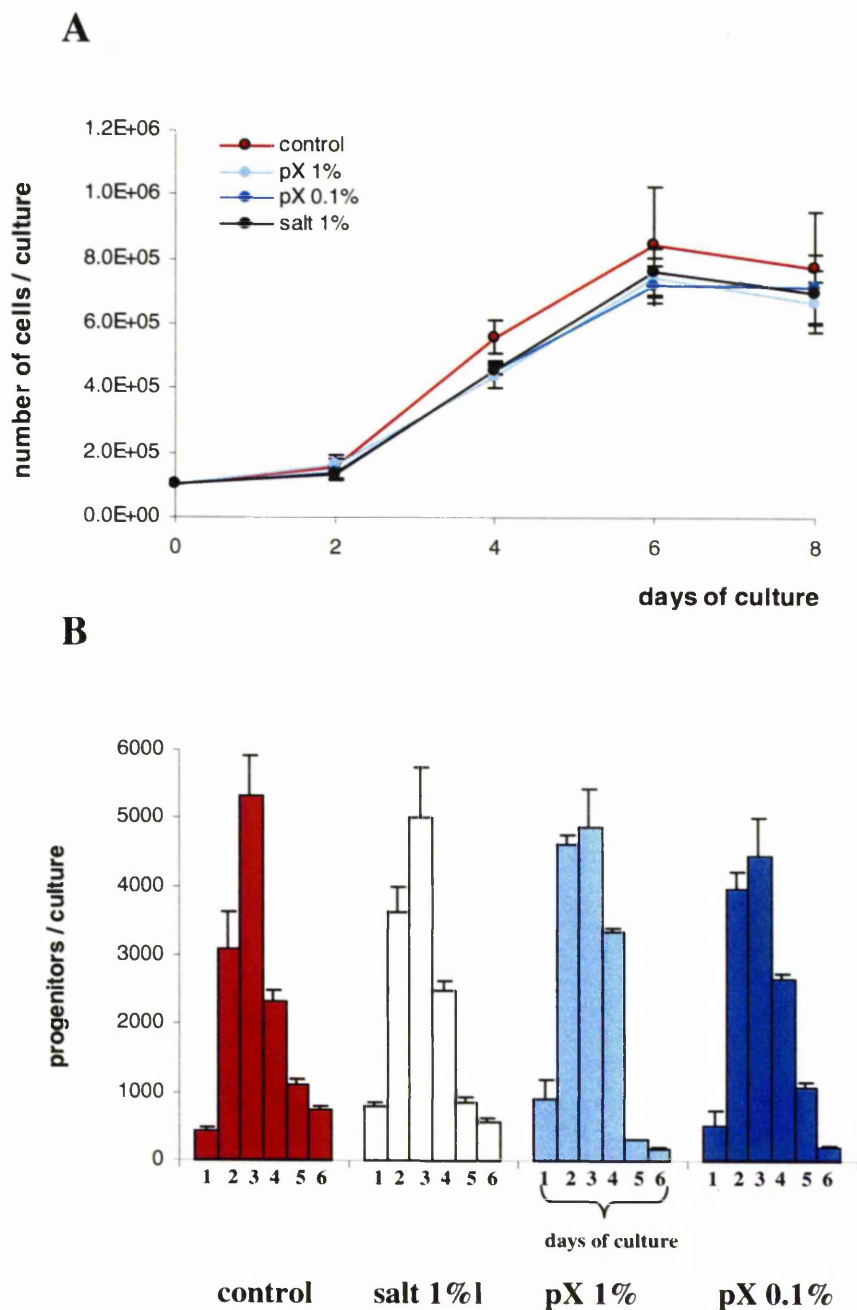 A
1.2E+06
1.0E+06
8.0E+05
6.0E+05
4.0E+05
2.0E+05
0.0E+00
number of cells / culture
control
pX 1%
pX 0.1%
salt 1%
0 2 4 6 8
days of culture
B
6000
5000
4000
3000
2000
1000
0
progenitors / culture
1 2 3 4 5 6 1 2 3 4 5 6 1 2 3 4 5 6 1 2 3 4 5 6
days of culture
control salt 1%l pX 1% pX 0.1%